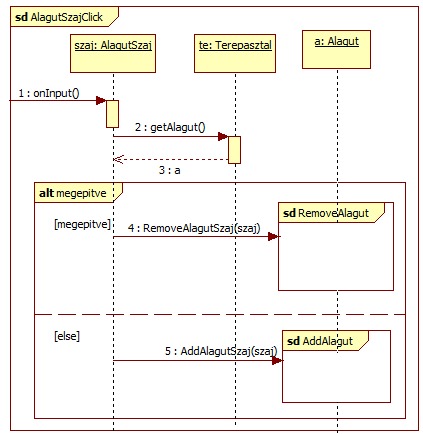 sd AlagutSzajClick
szaj: AlagutSzaj
te: Terepasztal
a: Alagut
1 : onInput()
2 : getAlagut()
3 : a
alt megepitve
[megepitve]
4 : RemoveAlagutSzaj(szaj)
sd RemoveAlagut
[else]
5 : AddAlagutSzaj(szaj)
sd AddAlagut